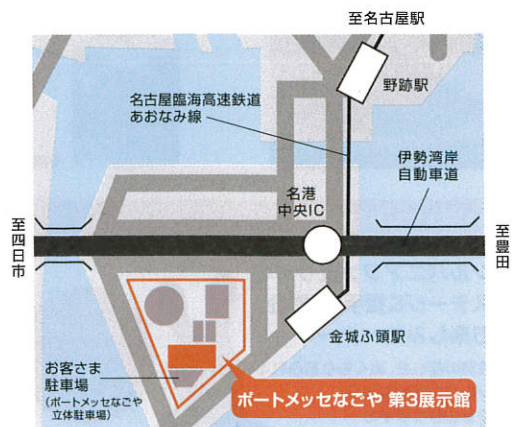 至名古屋駅
野跡駅
名古屋臨海高速鉄道
あおなみ線
伊勢湾岸
自動車道
名港
中央IC
至四日市
至豊田
金城ふ頭駅
お客さま
駐車場
(ポートメッセなごや
立体駐車場)
ポートメッセなごや 第3展示館